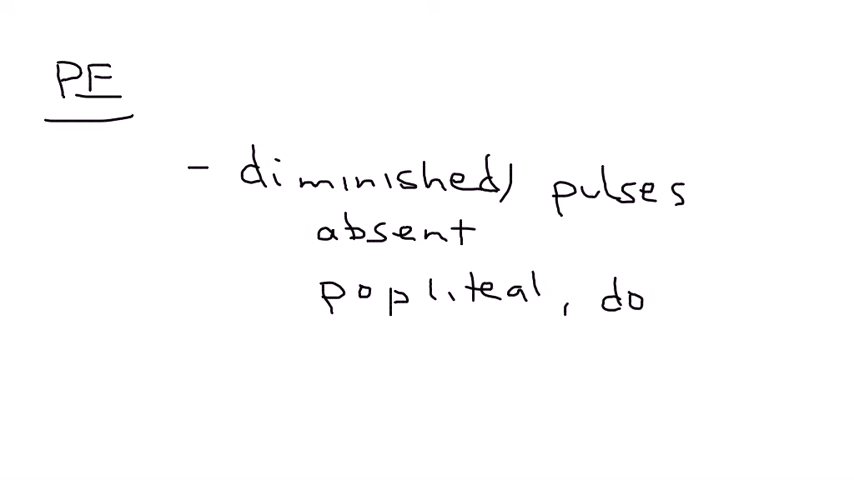 PE
- diminished/ pulses
absent
popliteal, do